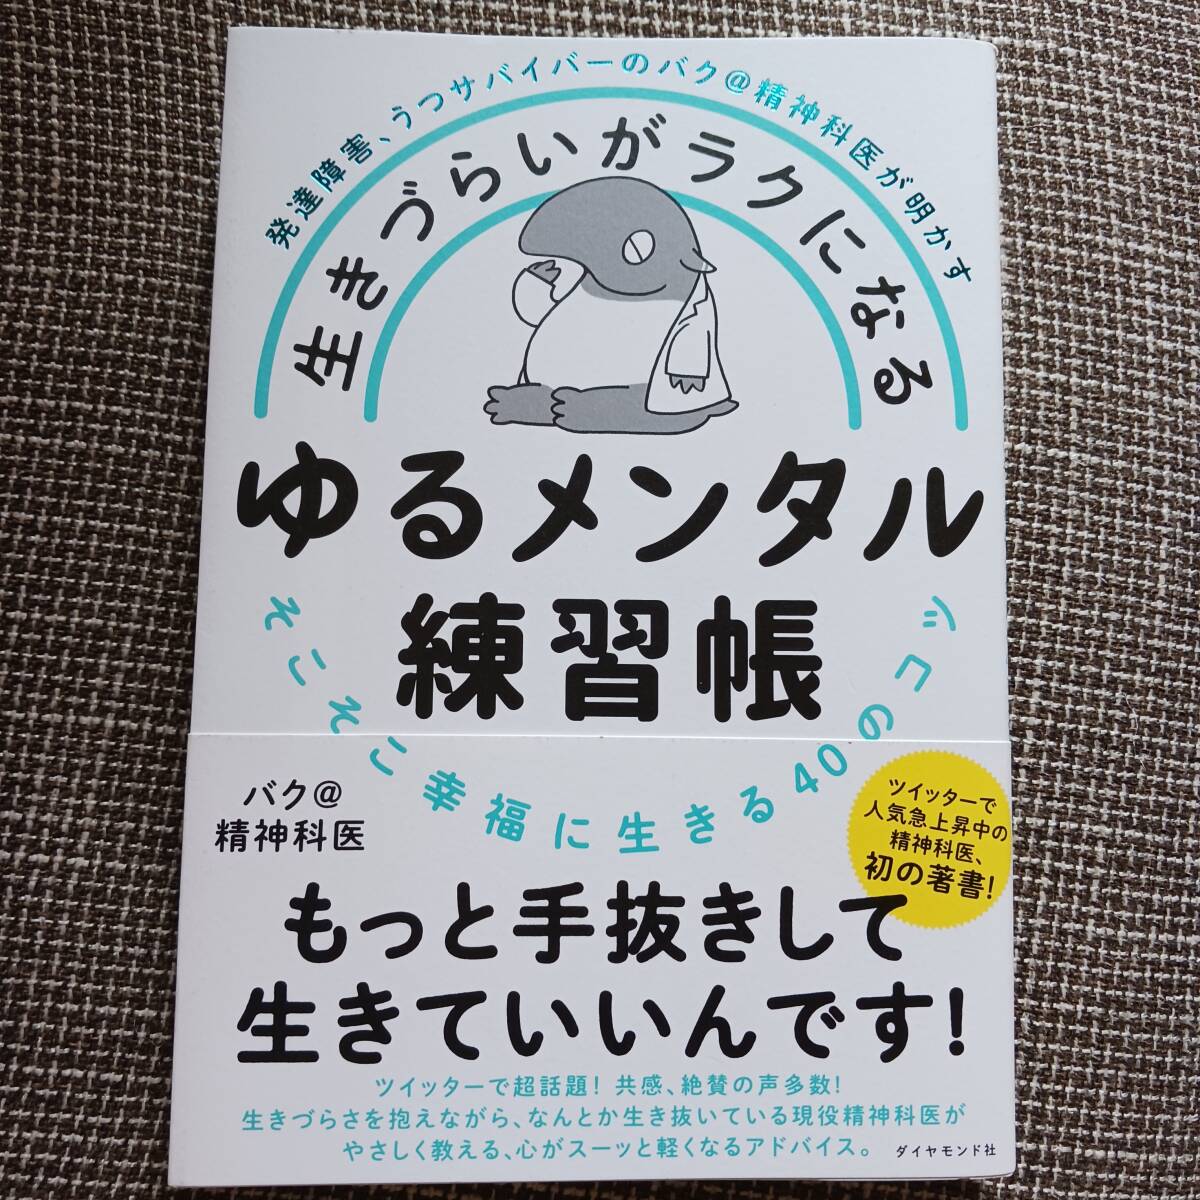 発達障害、うつサバイバーのバク@精神科医が明かす
生きづらいがラクになる
ゆるメンタル
練習帳
そこそこ幸福に生きる40のコツ
バク@
精神科医
ツイッターで
人気急上昇中の
精神科医、
初の著書!
もっと手抜きして
生きていいんです!
ツイッターで超話題! 共感、絶賛の声多数!
生きづらさを抱えながら、なんとか生き抜いている現役精神科医が
やさしく教える、心がスーッと軽くなるアドバイス。
ダイヤモンド社